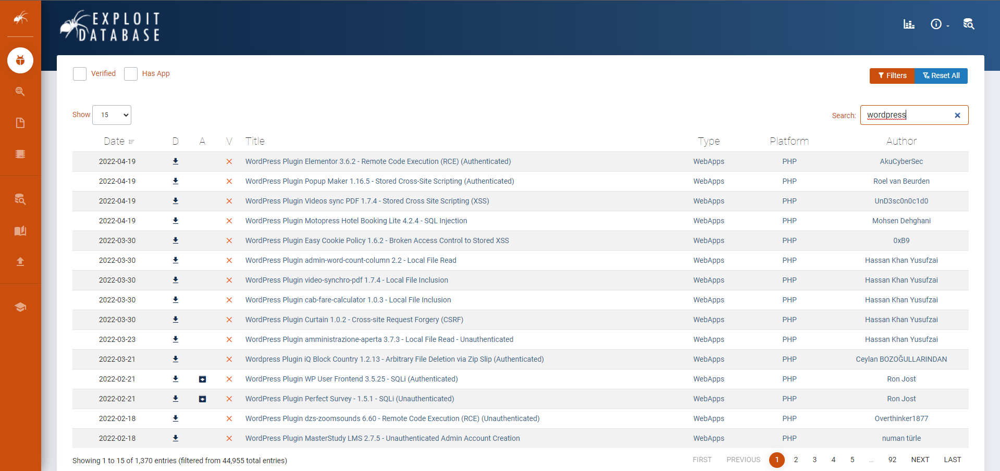 EXPLOIT
DATABASE
Verified Has App
Filters Reset All
Show 15
Search: wordpress
Date D A V Title Type Platform Author
2022-04-19 WordPress Plugin Elementor 3.6.2 - Remote Code Execution (RCE) (Authenticated) WebApps PHP AkuCyberSec
2022-04-19 WordPress Plugin Popup Maker 1.16.5 - Stored Cross-Site Scripting (Authenticated) WebApps PHP Roel van Beurden
2022-04-19 WordPress Plugin Videos sync PDF 1.7.4 - Stored Cross Site Scripting (XSS) WebApps PHP UnD3sc0n0c1d0
2022-04-19 WordPress Plugin Motopress Hotel Booking Lite 4.2.4 - SQL Injection WebApps PHP Mohsen Dehghani
2022-03-30 WordPress Plugin Easy Cookie Policy 1.6.2 - Broken Access Control to Stored XSS WebApps PHP 0xB9
2022-03-30 WordPress Plugin admin-word-count-column 2.2 - Local File Read WebApps PHP Hassan Khan Yusufzai
2022-03-30 WordPress Plugin video-synchro-pdf 1.7.4 - Local File Inclusion WebApps PHP Hassan Khan Yusufzai
2022-03-30 WordPress Plugin cab-fare-calculator 1.0.3 - Local File Inclusion WebApps PHP Hassan Khan Yusufzai
2022-03-30 WordPress Plugin Curtain 1.0.2 - Cross-site Request Forgery (CSRF) WebApps PHP Hassan Khan Yusufzai
2022-03-23 WordPress Plugin amministrazione-aperta 3.7.3 - Local File Read - Unauthenticated WebApps PHP Hassan Khan Yusufzai
2022-03-21 Wordpress Plugin iQ Block Country 1.2.13 - Arbitrary File Deletion via Zip Slip (Authenticated) WebApps PHP Ceylan BOZOĞULLARINDAN
2022-02-21 WordPress Plugin WP User Frontend 3.5.25 - SQLi (Authenticated) WebApps PHP Ron Jost
2022-02-21 WordPress Plugin Perfect Survey - 1.5.1 - SQLi (Unauthenticated) WebApps PHP Ron Jost
2022-02-18 WordPress Plugin dzs-zoomsounds 6.60 - Remote Code Execution (RCE) (Unauthenticated) WebApps PHP Overthinker1877
2022-02-18 WordPress Plugin MasterStudy LMS 2.7.5 - Unauthenticated Admin Account Creation WebApps PHP numan türle
Showing 1 to 15 of 1,370 entries (filtered from 44,955 total entries) FIRST PREVIOUS 1 2 3 4 5 ... 92 NEXT LAST